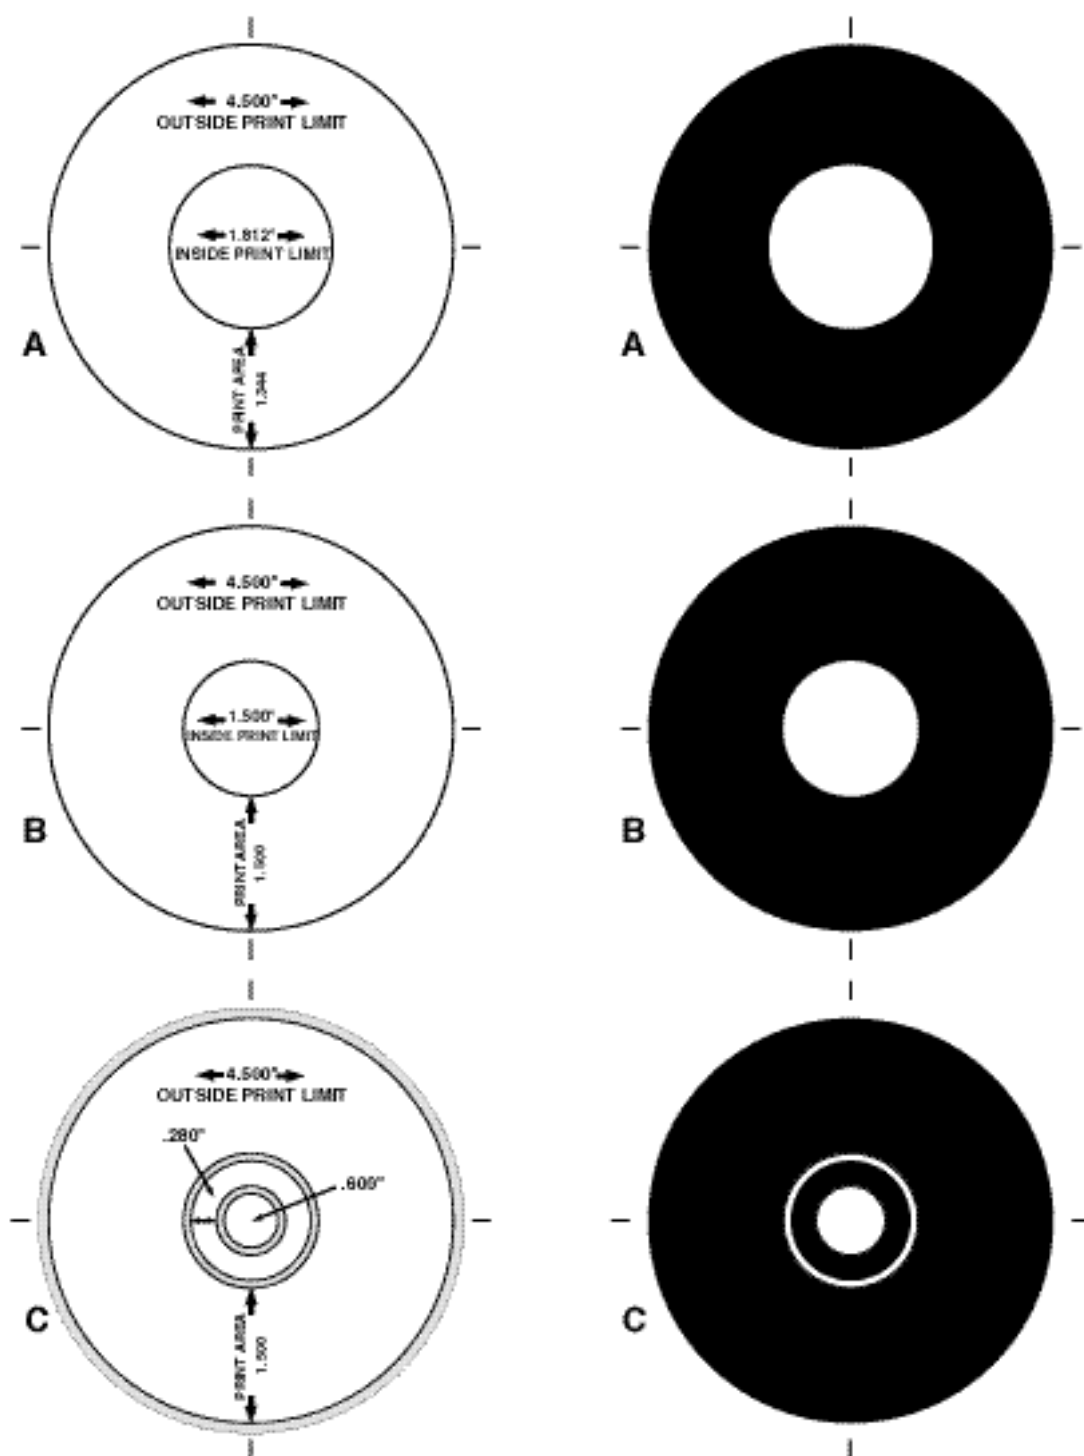 4.500"
OUTSIDE PRINT LIMIT
1.812"
INSIDE PRINT LIMIT
A
PRINT AREA
1.344
A
4.500"
OUTSIDE PRINT LIMIT
1.500"
INSIDE PRINT LIMIT
B
PRINT AREA
1.500
B
4.500"
OUTSIDE PRINT LIMIT
.280"
.600"
C
PRINT AREA
1.500
C